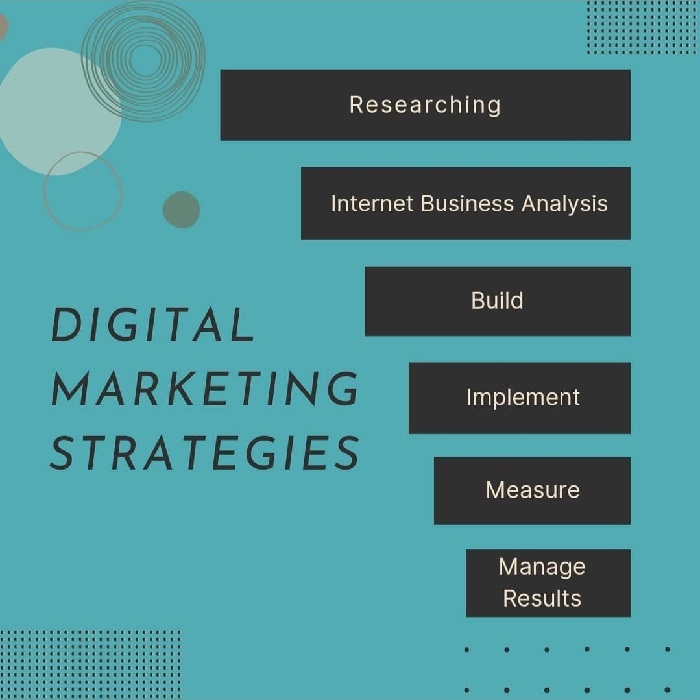 Researching
Internet Business Analysis
Build
DIGITAL
MARKETING
STRATEGIES
Implement
Measure
Manage
Results